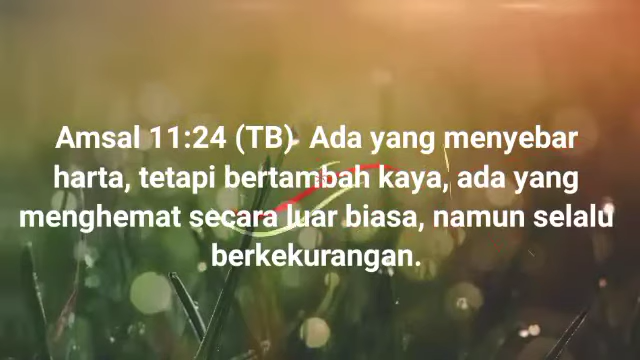 Amsal 11:24 (TB)  Ada yang menyebar
harta, tetapi bertambah kaya, ada yang
menghemat secara luar biasa, namun selalu
berkekurangan.